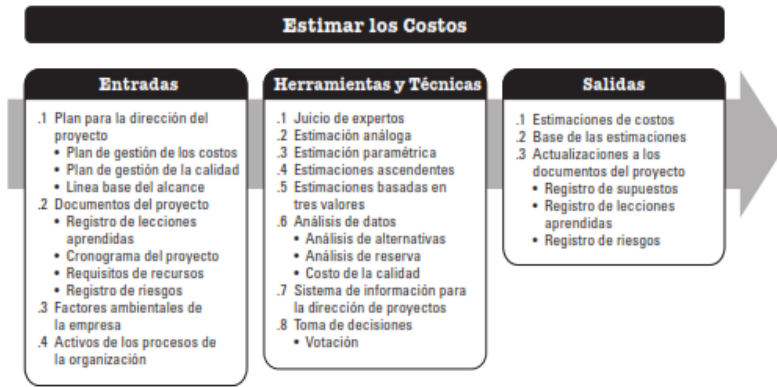 Estimar los Costos
Entradas
.1 Plan para la dirección del
proyecto
• Plan de gestión de los costos
• Plan de gestión de la calidad
• Línea base del alcance
.2 Documentos del proyecto
• Registro de lecciones
aprendidas
• Cronograma del proyecto
• Requisitos de recursos
• Registro de riesgos
.3 Factores ambientales de
la empresa
.4 Activos de los procesos de
la organización
Herramientas y Técnicas
.1 Juicio de expertos
.2 Estimación análoga
.3 Estimación paramétrica
.4 Estimaciones ascendentes
.5 Estimaciones basadas en
tres valores
.6 Análisis de datos
• Análisis de alternativas
• Análisis de reserva
• Costo de la calidad
.7 Sistema de información para
la dirección de proyectos
.8 Toma de decisiones
• Votación
Salidas
.1 Estimaciones de costos
.2 Base de las estimaciones
.3 Actualizaciones a los
documentos del proyecto
• Registro de supuestos
• Registro de lecciones
aprendidas
• Registro de riesgos